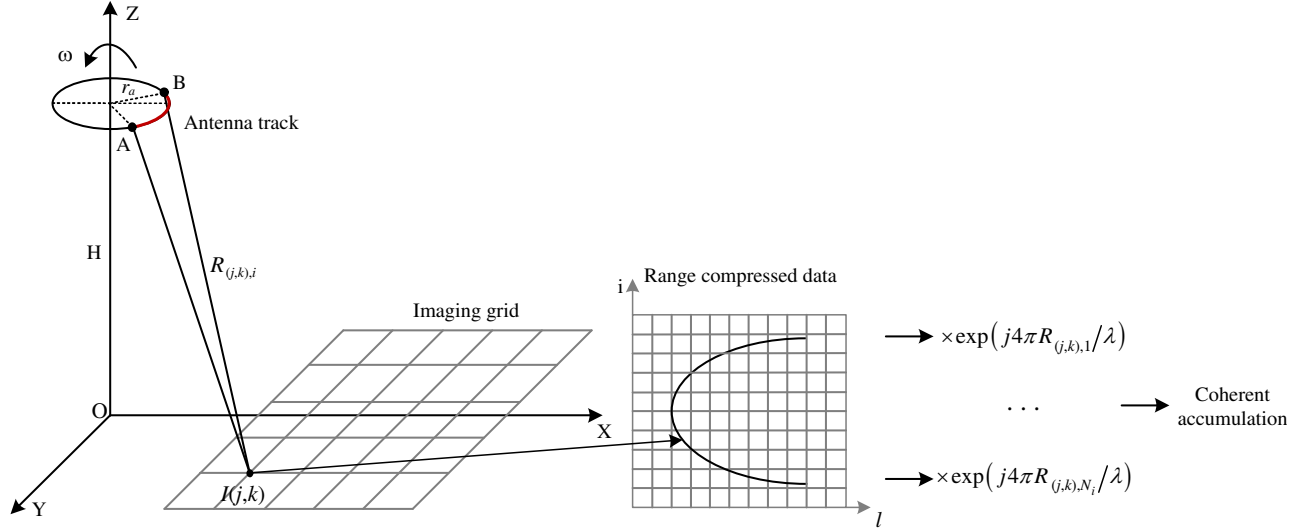 Z
ω
B
r_a
Antenna track
A
H
R_{(j,k),i}
Range compressed data
i
Imaging grid
×exp(j4πR_{(j,k),1}/λ)
O
X
. . .
Coherent
accumulation
I(j,k)
×exp(j4πR_{(j,k),N_i}/λ)
Y
l